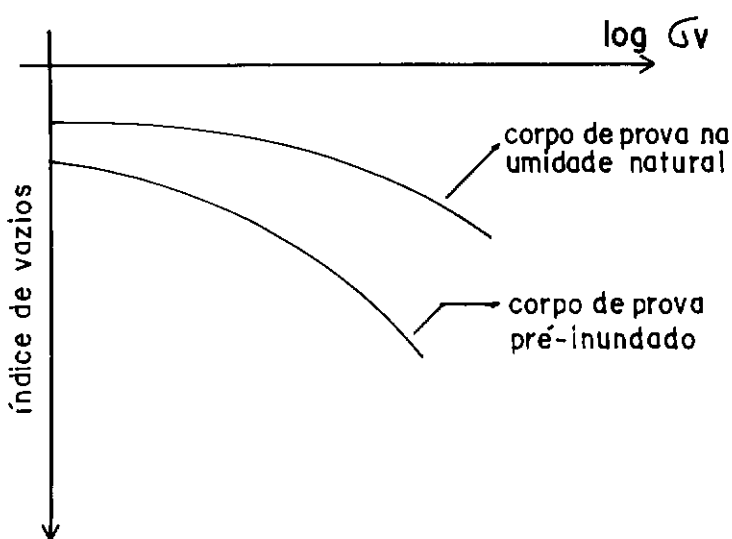 log σv
corpo de prova na
umidade natural
índice de vazios
corpo de prova
pré-inundado